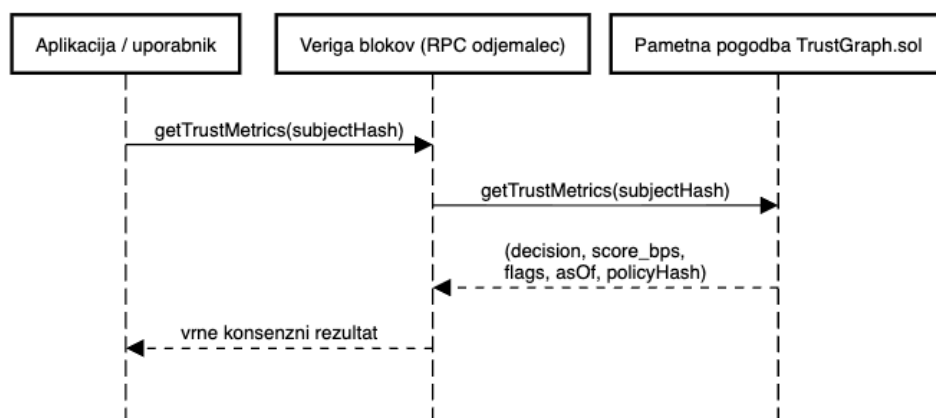 Aplikacija / uporabnik
Veriga blokov (RPC odjemalec)
Pametna pogodba TrustGraph.sol
getTrustMetrics(subjectHash)
getTrustMetrics(subjectHash)
(decision, score_bps,
flags, asOf, policyHash)
vrne konsenzni rezultat